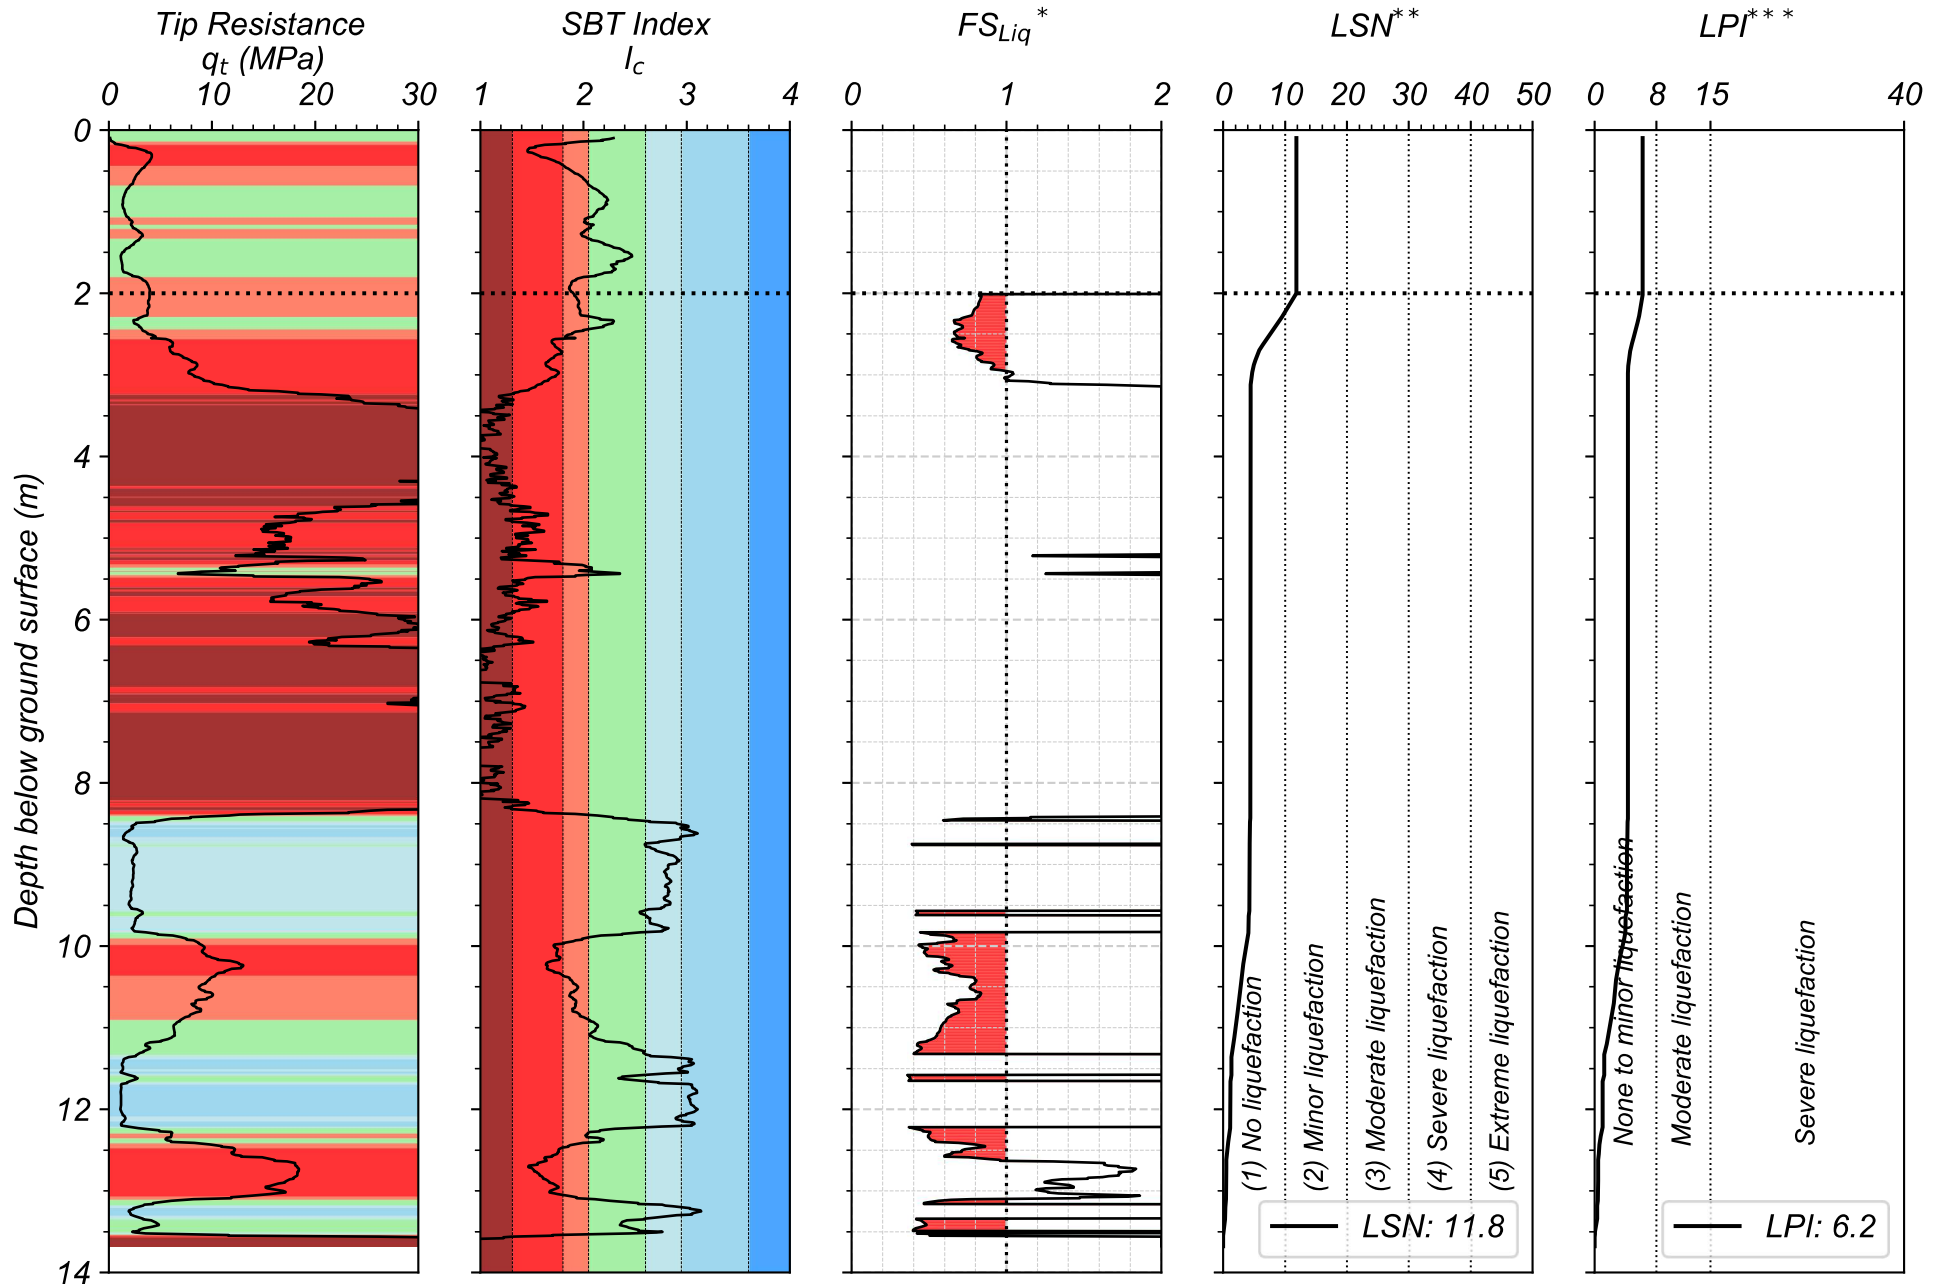 Tip Resistance
qt (MPa)
0 10 20 30
SBT Index
Ic
1 2 3 4
FSLiq *
0 1 2
LSN**
0 10 20 30 40 50
LPI***
0 8 15 40
Depth below ground surface (m)
0
2
4
6
8
10
12
14
(1) No liquefaction
(2) Minor liquefaction
(3) Moderate liquefaction
(4) Severe liquefaction
(5) Extreme liquefaction
LSN: 11.8
None to minor liquefaction
Moderate liquefaction
Severe liquefaction
LPI: 6.2